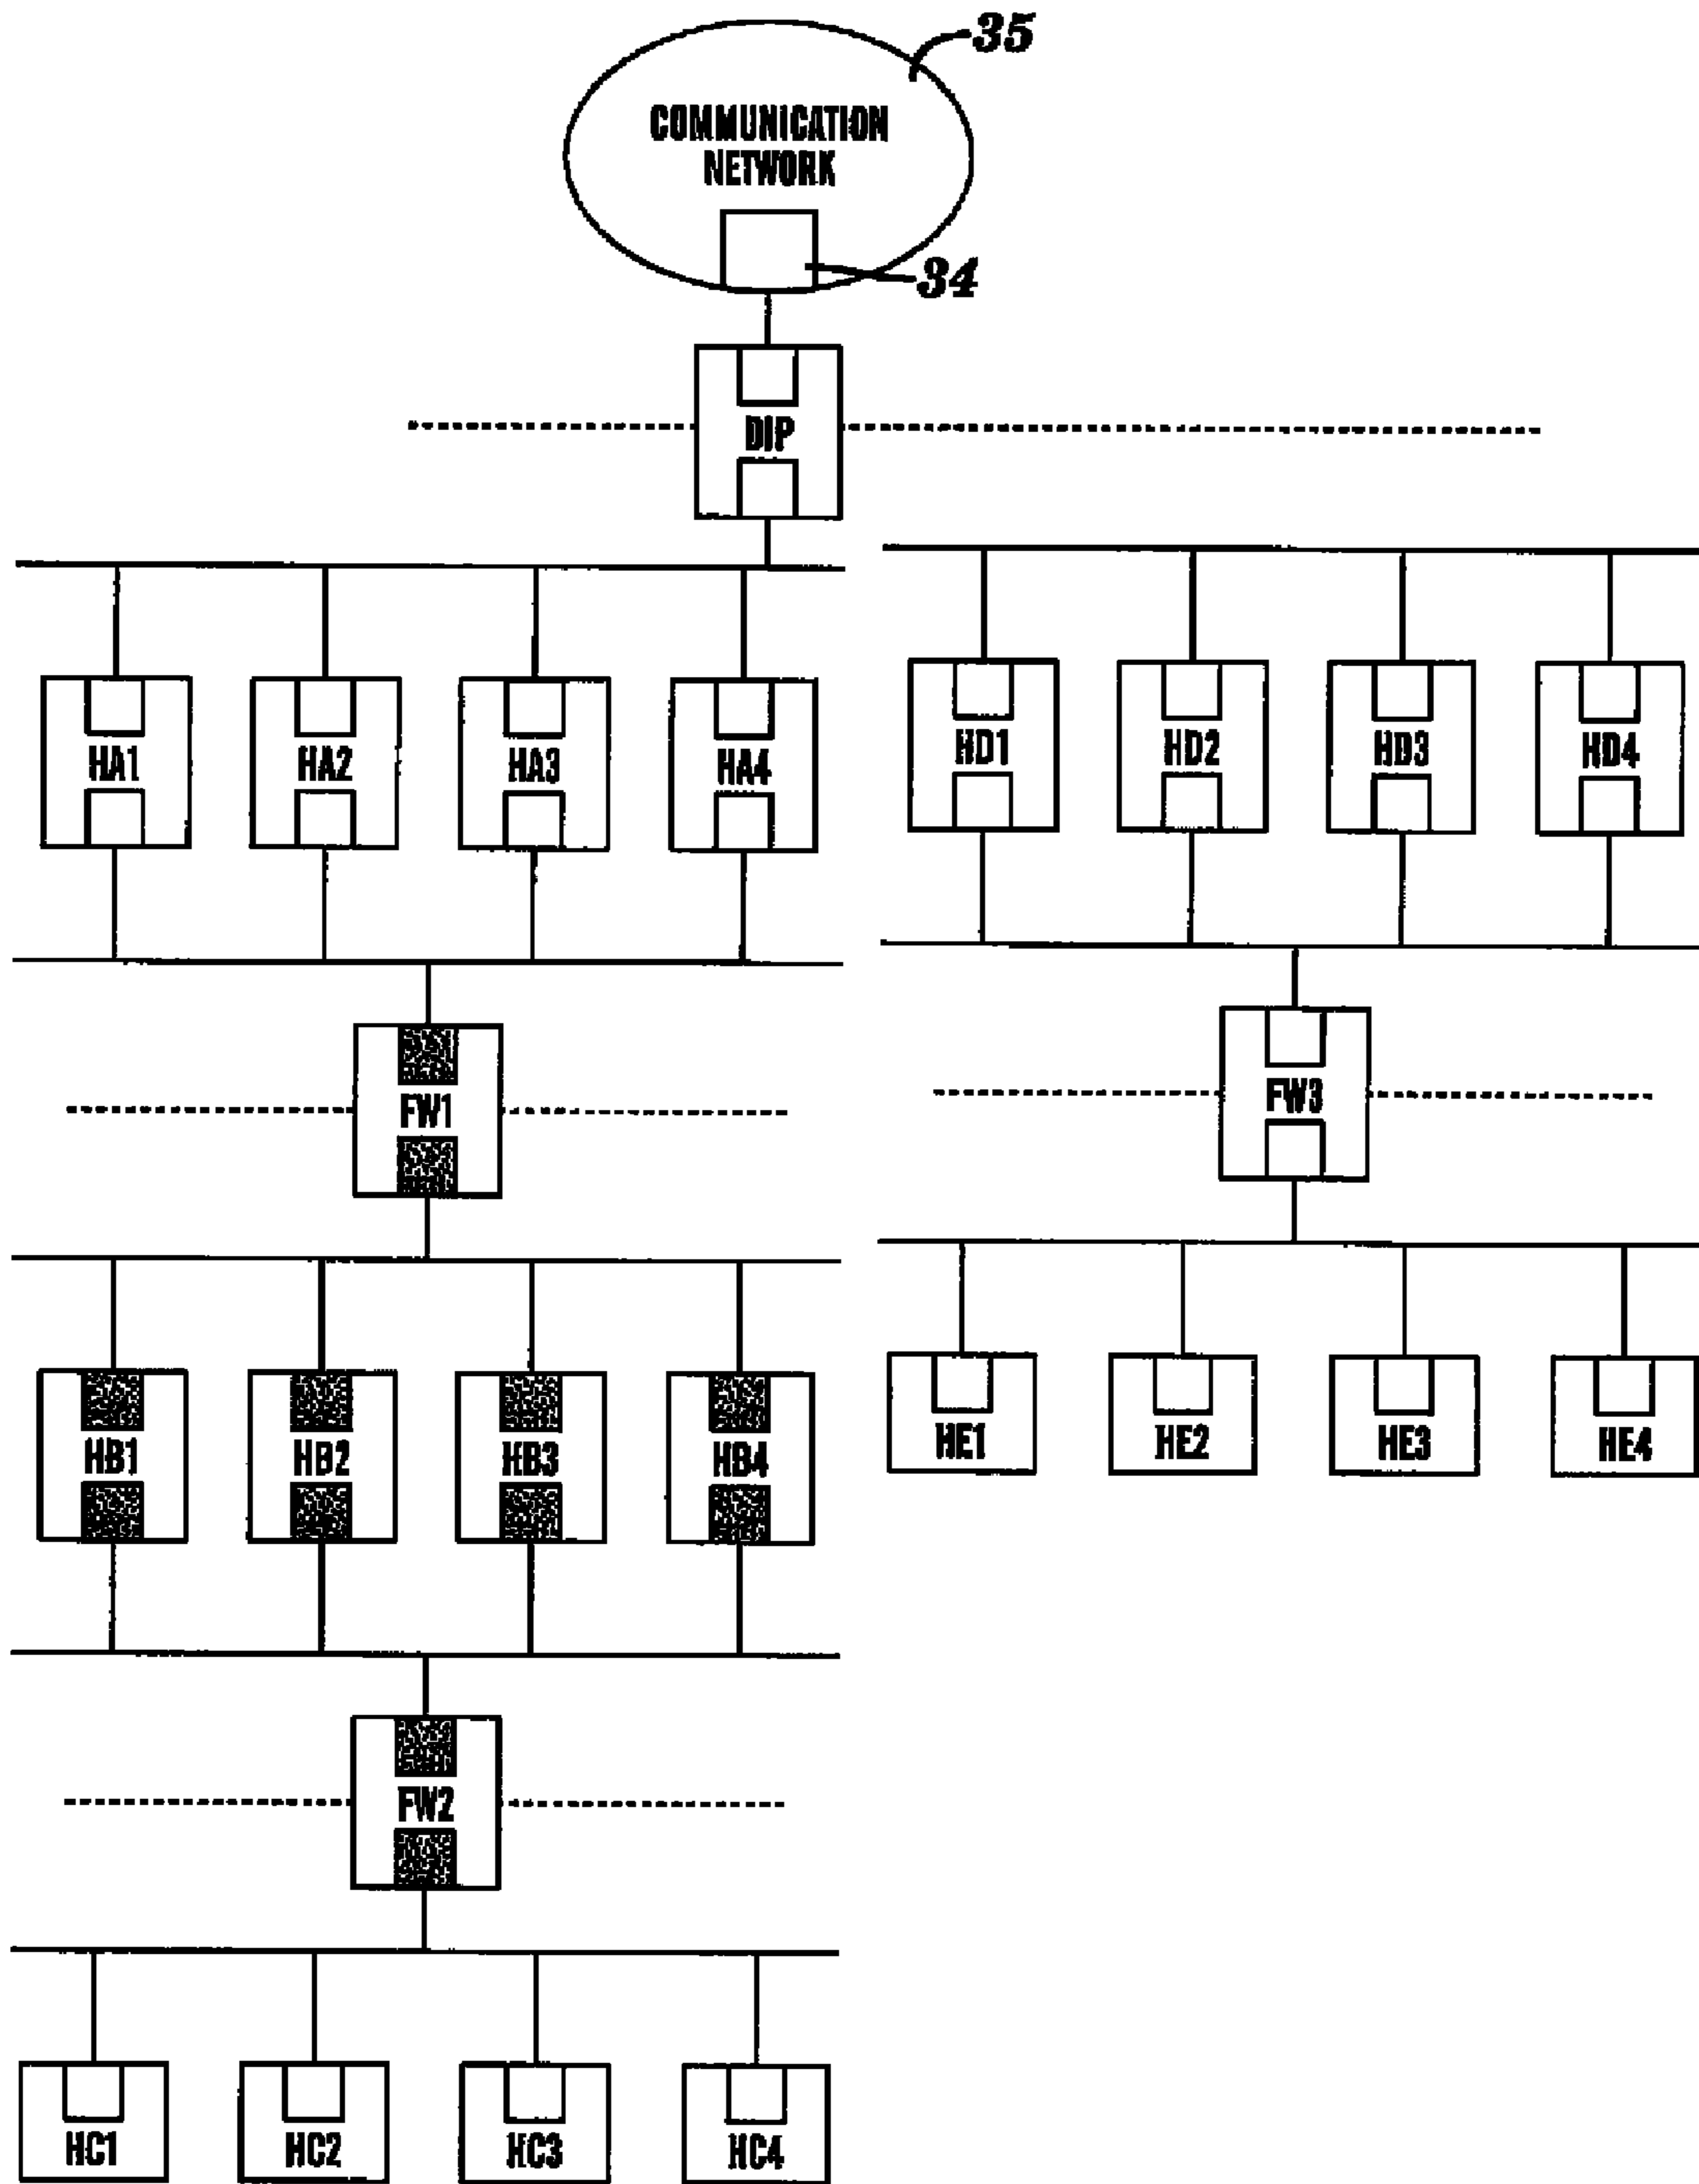 35
COMMUNICATION
NETWORK
34
DIP
HA1 HA2 HA3 HA4
HD1 HD2 HD3 HD4
FW1
FW3
HB1 HB2 HB3 HB4
HE1 HE2 HE3 HE4
FW2
HC1 HC2 HC3 HC4